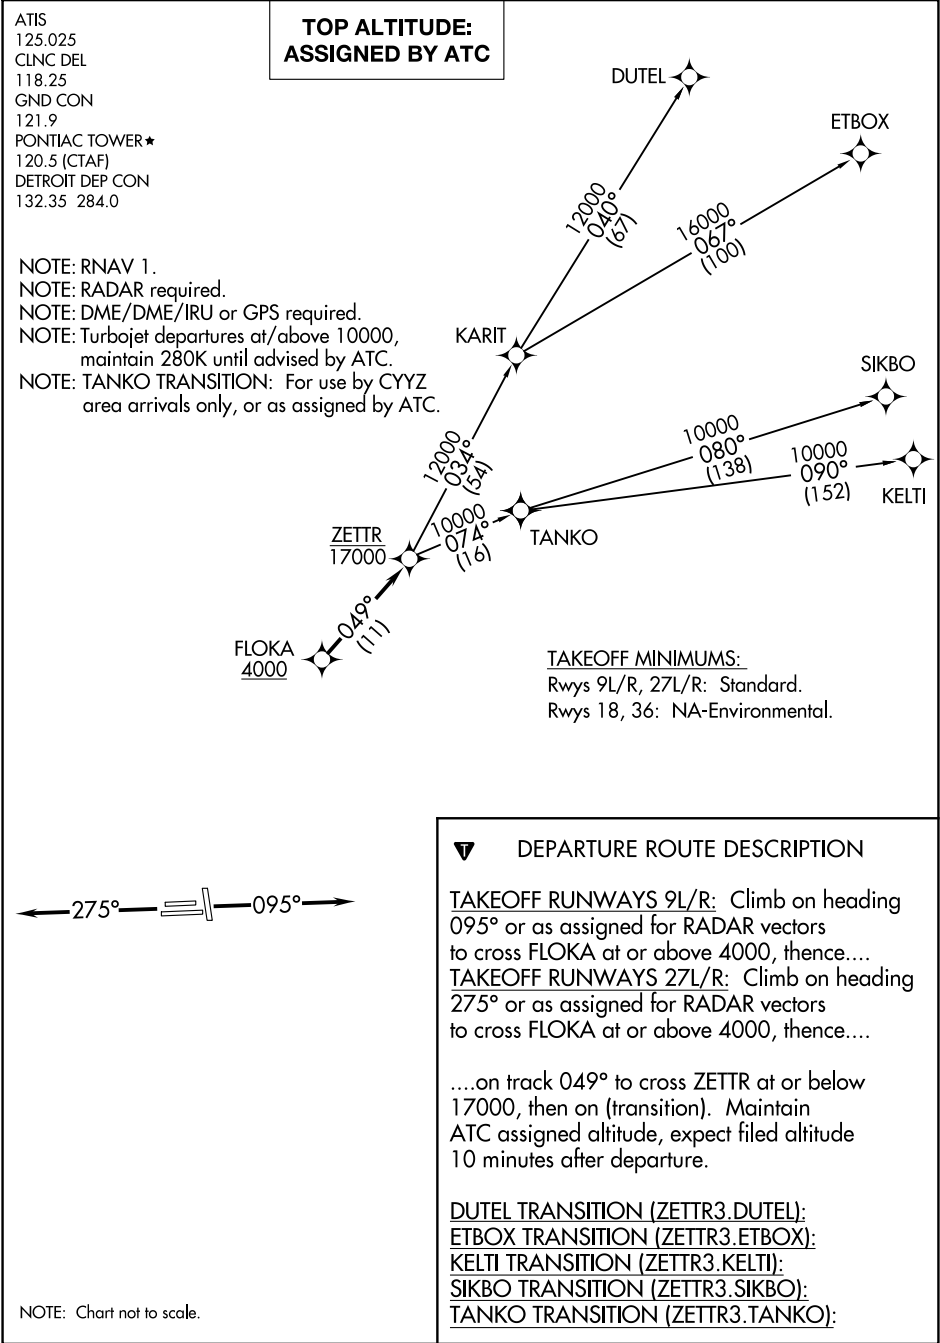 ATIS
125.025
CLNC DEL
118.25
GND CON
121.9
PONTIAC TOWER★
120.5 (CTAF)
DETROIT DEP CON
132.35 284.0
TOP ALTITUDE:
ASSIGNED BY ATC
NOTE: RNAV 1.
NOTE: RADAR required.
NOTE: DME/DME/IRU or GPS required.
NOTE: Turbojet departures at/above 10000,
maintain 280K until advised by ATC.
NOTE: TANKO TRANSITION: For use by CYYZ
area arrivals only, or as assigned by ATC.
DUTEL
ETBOX
12000
040°
(67)
16000
067°
(100)
KARIT
SIKBO
12000
034°
(54)
10000
080°
(138)
10000
090°
(152)
KELTI
ZETTR
17000
10000
074°
(16)
TANKO
049°
(11)
FLOKA
4000
TAKEOFF MINIMUMS:
Rwys 9L/R, 27L/R: Standard.
Rwys 18, 36: NA-Environmental.
275°
095°
T
DEPARTURE ROUTE DESCRIPTION
TAKEOFF RUNWAYS 9L/R: Climb on heading
095° or as assigned for RADAR vectors
to cross FLOKA at or above 4000, thence....
TAKEOFF RUNWAYS 27L/R: Climb on heading
275° or as assigned for RADAR vectors
to cross FLOKA at or above 4000, thence....
....on track 049° to cross ZETTR at or below
17000, then on (transition). Maintain
ATC assigned altitude, expect filed altitude
10 minutes after departure.
DUTEL TRANSITION (ZETTR3.DUTEL):
ETBOX TRANSITION (ZETTR3.ETBOX):
KELTI TRANSITION (ZETTR3.KELTI):
SIKBO TRANSITION (ZETTR3.SIKBO):
TANKO TRANSITION (ZETTR3.TANKO):
NOTE: Chart not to scale.